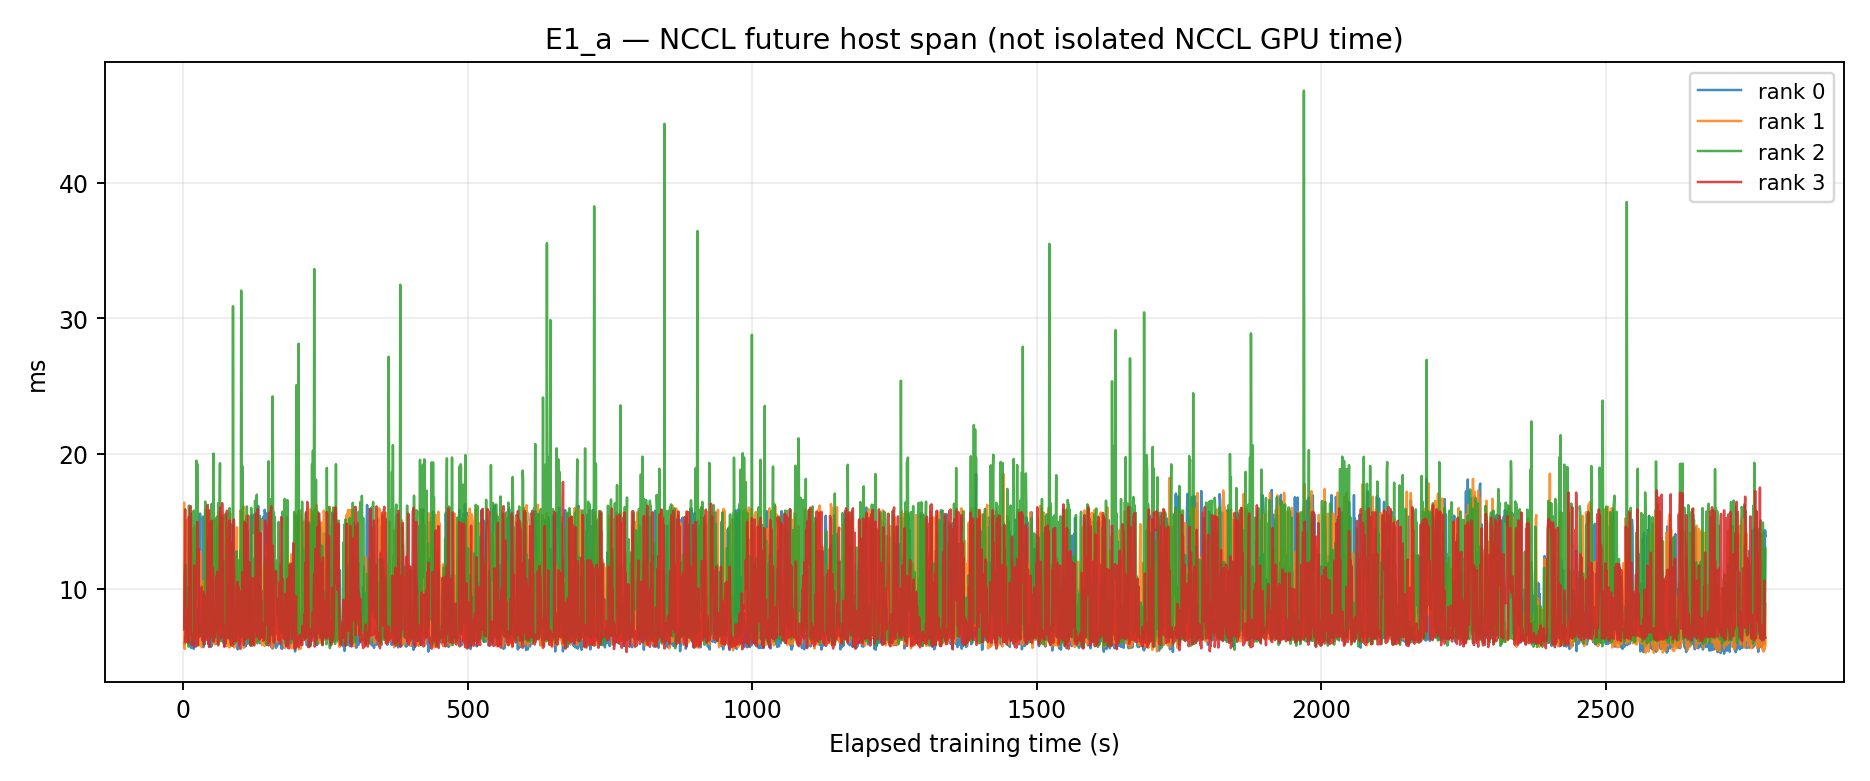 E1_a — NCCL future host span (not isolated NCCL GPU time)
rank 0
rank 1
rank 2
rank 3
40
30
20
10
ms
0
500
1000
1500
2000
2500
Elapsed training time (s)